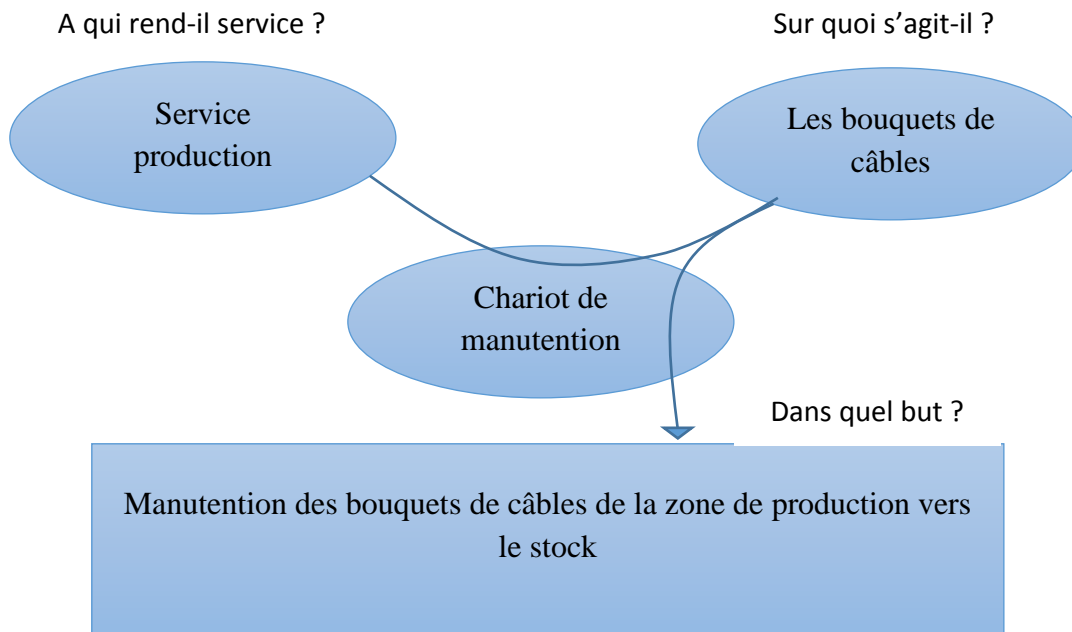 A qui rend-il service ?
Sur quoi s’agit-il ?
Service
production
Les bouquets de
câbles
Chariot de
manutention
Dans quel but ?
Manutention des bouquets de câbles de la zone de production vers
le stock